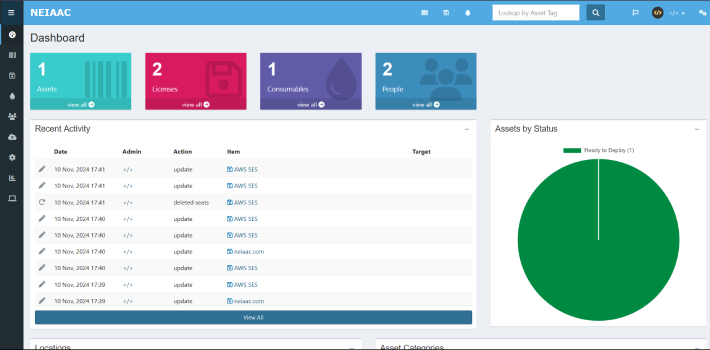 NEIAAC
Lookup by Asset Tag
</>
</>
Dashboard
1
Assets
view all
2
Licenses
view all
1
Consumables
view all
2
People
view all
Recent Activity
Date Admin Action Item Target
10 Nov, 2024 17:41 </> update AWS SES
10 Nov, 2024 17:41 </> update AWS SES
10 Nov, 2024 17:41 </> deleted seats AWS SES
10 Nov, 2024 17:40 </> update AWS SES
10 Nov, 2024 17:40 </> update AWS SES
10 Nov, 2024 17:40 </> update neiaac.com
10 Nov, 2024 17:40 </> update AWS SES
10 Nov, 2024 17:39 </> update AWS SES
10 Nov, 2024 17:39 </> update neiaac.com
View All
Assets by Status
Ready to Deploy (1)
Locations
Asset Categories